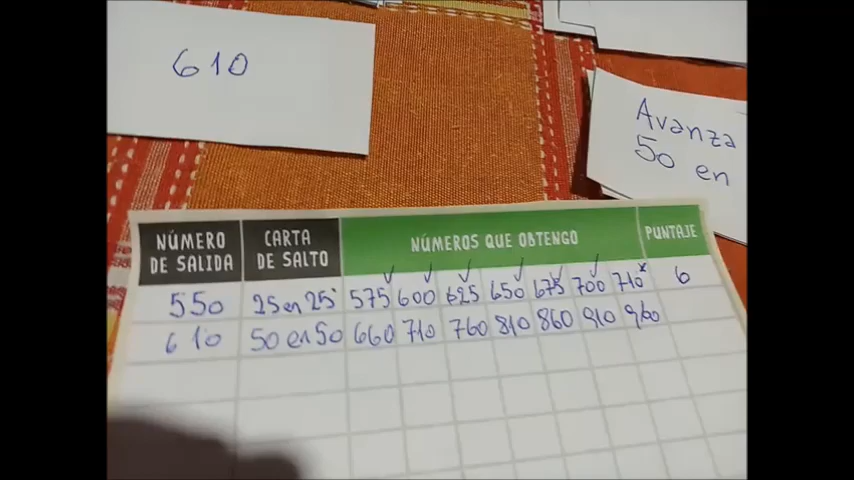 610
Avanza
50 en
NÚMERO DE SALIDA
CARTA DE SALTO
NÚMEROS QUE OBTENGO
PUNTAJE
550 25 en 25 575 600 625 650 675 700 710 6
610 50 en 50 660 710 760 810 860 910 960